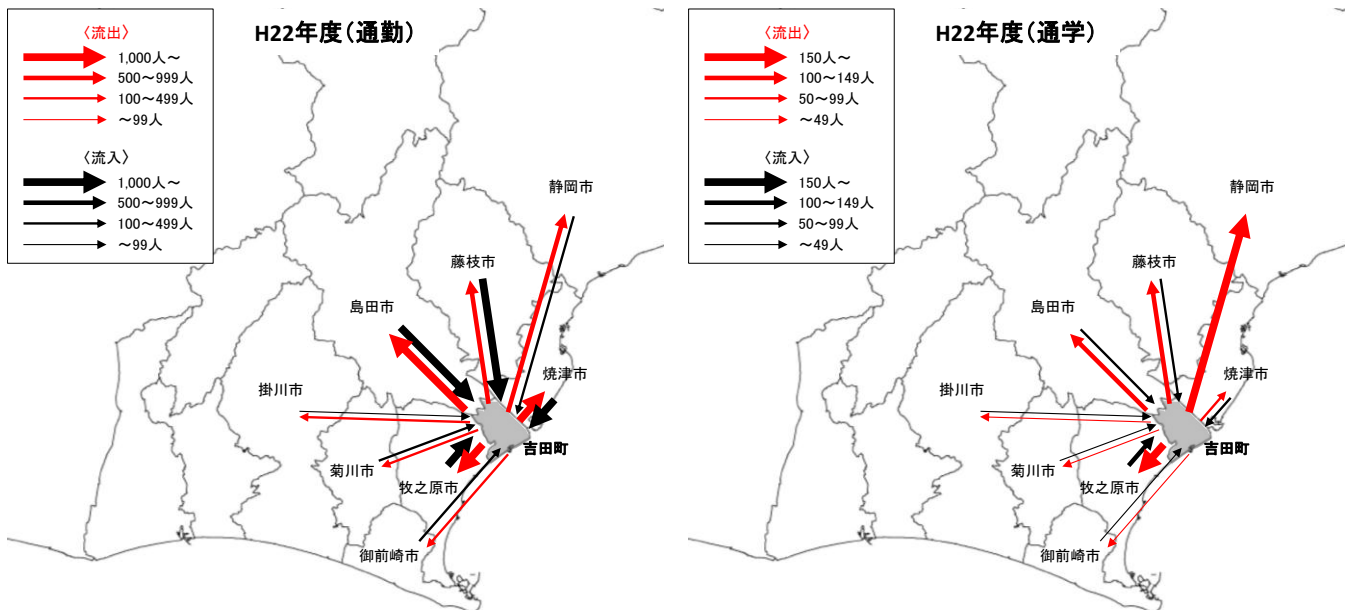 H22年度(通勤)
〈流出〉
1,000人～
500～999人
100～499人
～99人
〈流入〉
1,000人～
500～999人
100～499人
～99人
静岡市
藤枝市
島田市
焼津市
掛川市
吉田町
菊川市
牧之原市
御前崎市
H22年度(通学)
〈流出〉
150人～
100～149人
50～99人
～49人
〈流入〉
150人～
100～149人
50～99人
～49人
静岡市
藤枝市
島田市
焼津市
掛川市
吉田町
菊川市
牧之原市
御前崎市